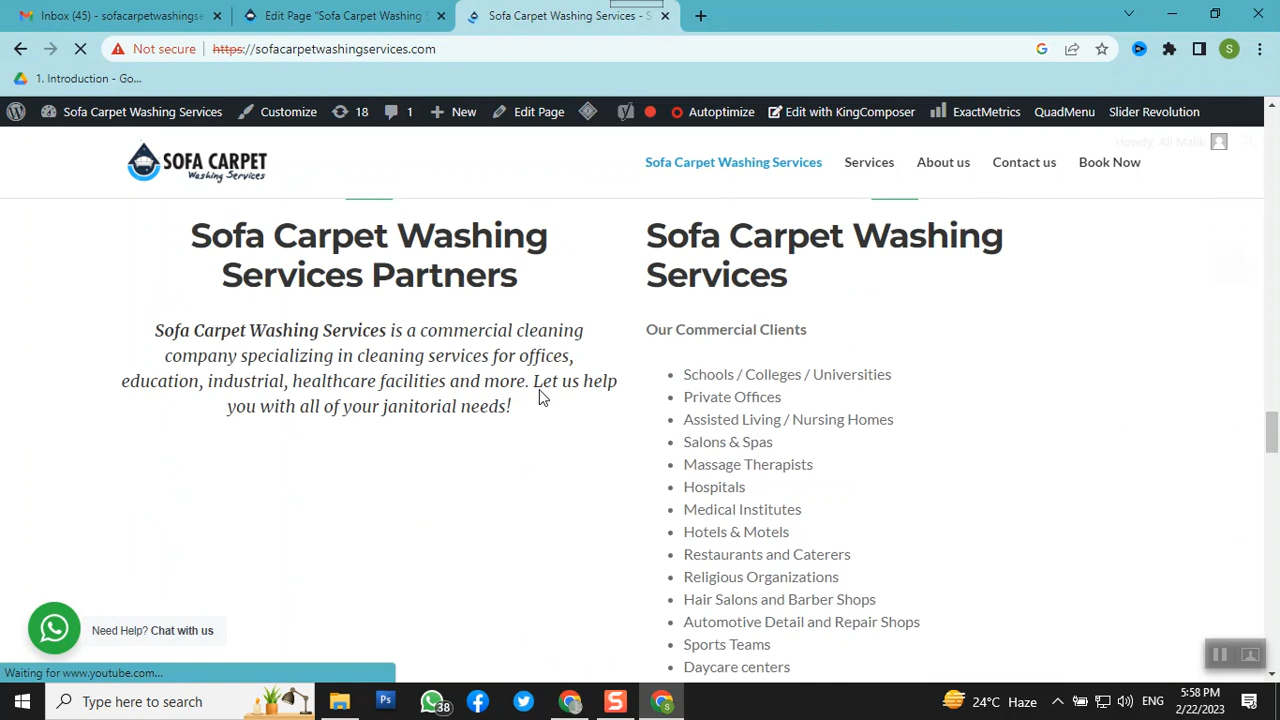 Inbox (45) - sofacarpetwashings
Edit Page "Sofa Carpet Washing S
Sofa Carpet Washing Services - S
Not secure
https://sofacarpetwashingservices.com
S
1. Introduction - Go...
Sofa Carpet Washing Services
Customize
18
1
New
Edit Page
Autoptimize
Edit with KingComposer
ExactMetrics
QuadMenu
Slider Revolution
Howdy, Ali Malik
SOFA CARPET
Washing Services
Sofa Carpet Washing Services
Services
About us
Contact us
Book Now
Sofa Carpet Washing
Services Partners
Sofa Carpet Washing Services is a commercial cleaning
company specializing in cleaning services for offices,
education, industrial, healthcare facilities and more. Let us help
you with all of your janitorial needs!
Sofa Carpet Washing
Services
Our Commercial Clients
Schools / Colleges / Universities
Private Offices
Assisted Living / Nursing Homes
Salons & Spas
Massage Therapists
Hospitals
Medical Institutes
Hotels & Motels
Restaurants and Caterers
Religious Organizations
Hair Salons and Barber Shops
Automotive Detail and Repair Shops
Sports Teams
Daycare centers
Need Help? Chat with us
Waiting for www.youtube.com...
Type here to search
Ps
38
S
S
24°C Haze
ENG
5:58 PM
2/22/2023